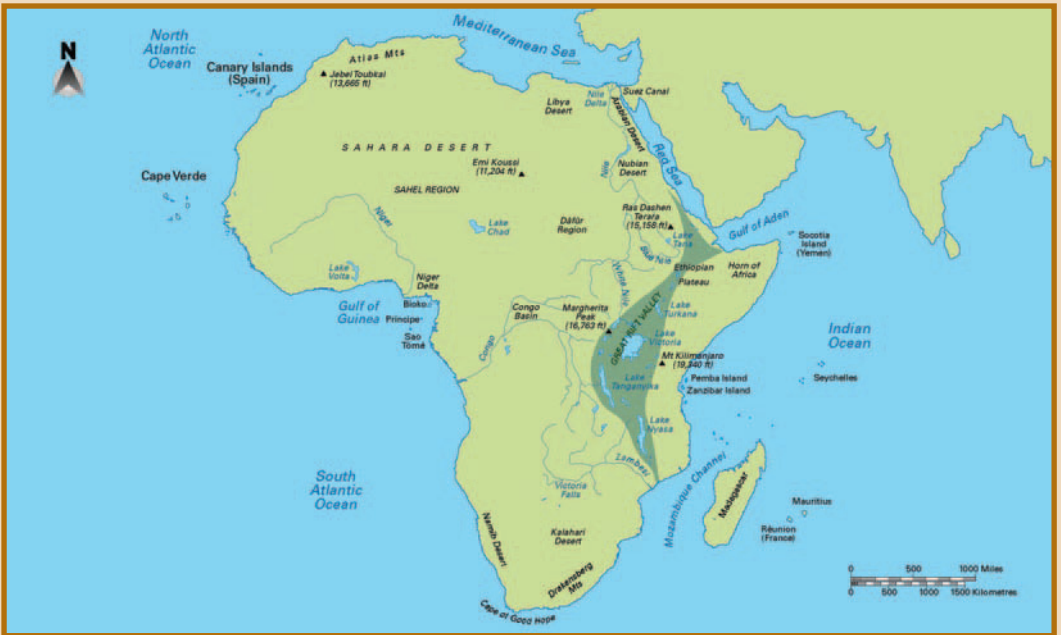 Mediterranean Sea
North
Atlantic
Ocean
N
Atlas Mts
Canary Islands
(Spain)
Jebel Toubkal
(13,665 ft)
Suez Canal
Nile
Delta
Libya
Desert
Arabian Desert
SAHARA DESERT
Emi Koussi
(11,204 ft)
Nile
Nubian
Desert
Red Sea
Cape Verde
SAHEL REGION
Niger
Ras Dashen
Terara
(15,158 ft)
Lake
Chad
Dãfûr
Region
Lake
Tana
Gulf of Aden
Socotia
Island
(Yemen)
Blue Nile
White Nile
Ethiopian
Plateau
Horn of
Africa
Lake
Volta
Niger
Delta
Gulf of
Guinea
Bioko
Principe
Sao
Tomé
Congo
Basin
Congo
Margherita
Peak
(16,763 ft)
GREAT RIFT VALLEY
Lake
Turkana
Lake
Victoria
Mt Kilimanjaro
(19,340 ft)
Indian
Ocean
Lake
Tanganyika
Pemba Island
Zanzibar Island
Seychelles
Lake
Nyasa
Zambesi
South
Atlantic
Ocean
Victoria
Falls
Mozambique Channel
Madagascar
Mauritius
Réunion
(France)
Namib Desert
Kalahari
Desert
Drakensberg
Mts
Cape of Good Hope
0 500 1000 Miles
0 500 1000 1500 Kilometres